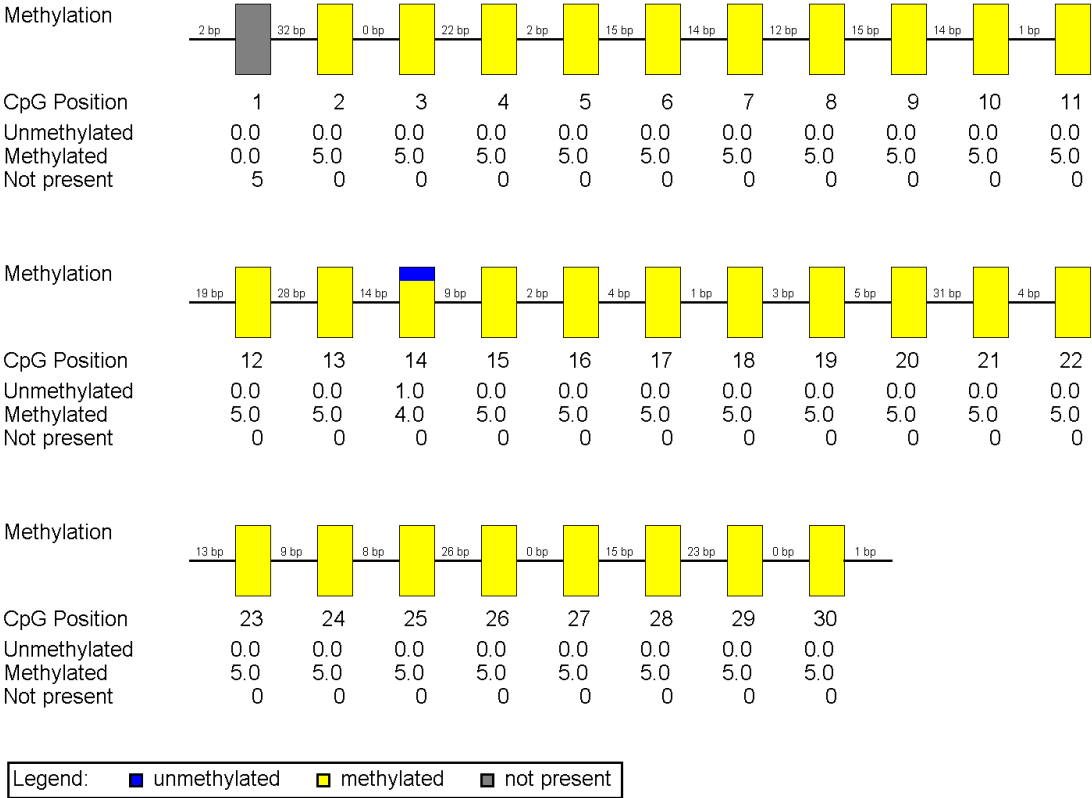 Methylation
2 bp 32 bp 0 bp 22 bp 2 bp 15 bp 14 bp 12 bp 15 bp 14 bp 1 bp
CpG Position 1 2 3 4 5 6 7 8 9 10 11
Unmethylated 0.0 0.0 0.0 0.0 0.0 0.0 0.0 0.0 0.0 0.0 0.0
Methylated 0.0 5.0 5.0 5.0 5.0 5.0 5.0 5.0 5.0 5.0 5.0
Not present 5 0 0 0 0 0 0 0 0 0 0
Methylation
19 bp 28 bp 14 bp 9 bp 2 bp 4 bp 1 bp 3 bp 5 bp 31 bp 4 bp
CpG Position 12 13 14 15 16 17 18 19 20 21 22
Unmethylated 0.0 0.0 1.0 0.0 0.0 0.0 0.0 0.0 0.0 0.0 0.0
Methylated 5.0 5.0 4.0 5.0 5.0 5.0 5.0 5.0 5.0 5.0 5.0
Not present 0 0 0 0 0 0 0 0 0 0 0
Methylation
13 bp 9 bp 8 bp 26 bp 0 bp 15 bp 23 bp 0 bp 1 bp
CpG Position 23 24 25 26 27 28 29 30
Unmethylated 0.0 0.0 0.0 0.0 0.0 0.0 0.0 0.0
Methylated 5.0 5.0 5.0 5.0 5.0 5.0 5.0 5.0
Not present 0 0 0 0 0 0 0 0
Legend: unmethylated methylated not present